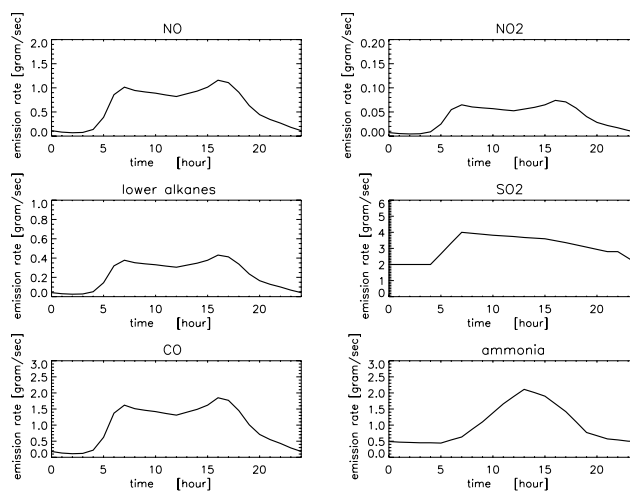 NO
emission rate [gram/sec]
2.0
1.5
1.0
0.5
0.0
0 5 10 15 20
time [hour]
NO2
emission rate [gram/sec]
0.20
0.15
0.10
0.05
0.00
0 5 10 15 20
time [hour]
lower alkanes
emission rate [gram/sec]
1.0
0.8
0.6
0.4
0.2
0.0
0 5 10 15 20
time [hour]
SO2
emission rate [gram/sec]
6
5
4
3
2
1
0
0 5 10 15 20
time [hour]
CO
emission rate [gram/sec]
3.0
2.5
2.0
1.5
1.0
0.5
0.0
0 5 10 15 20
time [hour]
ammonia
emission rate [gram/sec]
3.0
2.5
2.0
1.5
1.0
0.5
0.0
0 5 10 15 20
time [hour]